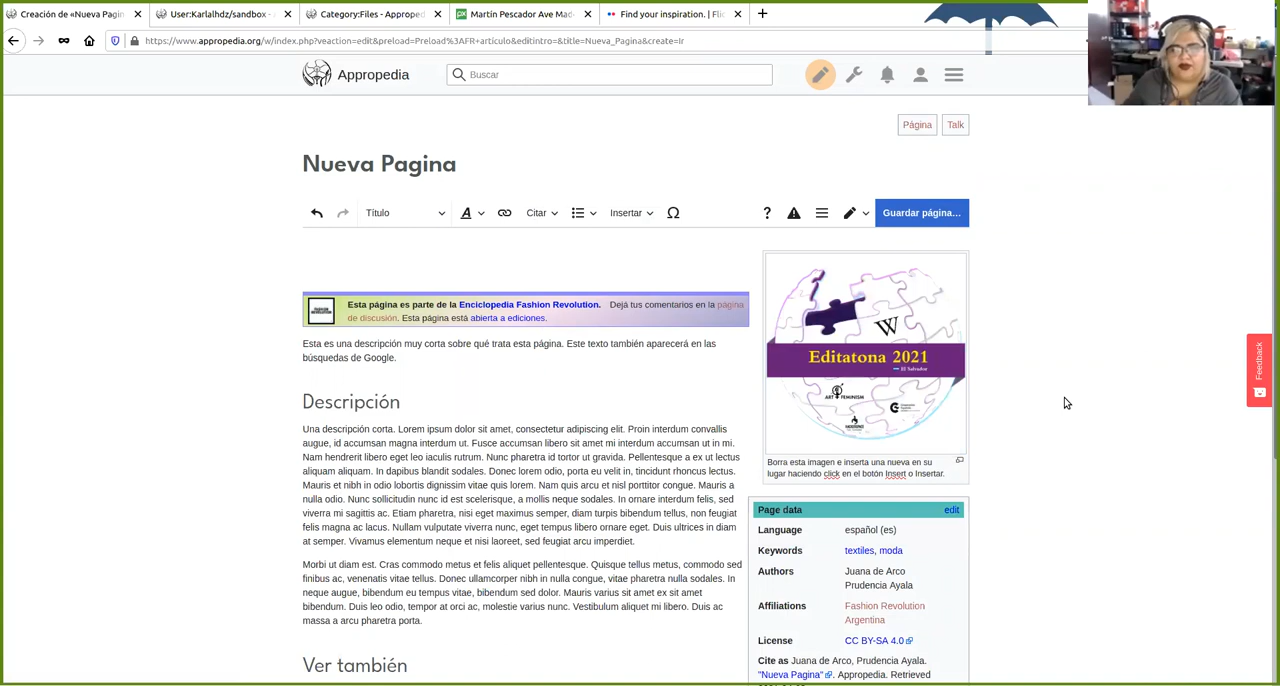 Creación de «Nueva Pagin
User:Karlalhdz/sandbox -
Category:Files - Appropedi
Martín Pescador Ave Mad
Find your inspiration. | Flic
https://www.appropedia.org/w/index.php?veaction=edit&preload=Preload%3AFR+articulo&editintro=&title=Nueva_Pagina&create=Ir
Appropedia
Buscar
Página
Talk
Nueva Pagina
Título
A
Citar
Insertar
Ω
?
Guardar página...
Esta página es parte de la Enciclopedia Fashion Revolution. Dejá tus comentarios en la página
de discusión. Esta página está abierta a ediciones.
Esta es una descripción muy corta sobre qué trata esta página. Este texto también aparecerá en las
búsquedas de Google.
Descripción
Una descripción corta. Lorem ipsum dolor sit amet, consectetur adipiscing elit. Proin interdum convallis
augue, id accumsan magna interdum ut. Fusce accumsan libero sit amet mi interdum accumsan ut in mi.
Nam hendrerit libero eget leo iaculis rutrum. Nunc pharetra id tortor ut gravida. Pellentesque a ex ut lectus
aliquam aliquam. In dapibus blandit sodales. Donec lorem odio, porta eu velit in, tincidunt rhoncus lectus.
Mauris et nibh in odio lobortis dignissim vitae quis lorem. Nam quis arcu et nisl porttitor congue. Mauris a
nulla odio. Nunc sollicitudin nunc id est scelerisque, a mollis neque sodales. In ornare interdum felis, sed
viverra mi sagittis ac. Etiam pharetra, nisi eget maximus semper, diam turpis bibendum tellus, non feugiat
felis magna ac lacus. Nullam vulputate viverra nunc, eget tempus libero ornare eget. Duis ultrices in diam
at semper. Vivamus elementum neque et nisi laoreet, sed feugiat arcu imperdiet.
Morbi ut diam est. Cras commodo metus et felis aliquet pellentesque. Quisque tellus metus, commodo sed
finibus ac, venenatis vitae tellus. Donec ullamcorper nibh in nulla congue, vitae pharetra nulla sodales. In
neque augue, bibendum eu tempus vitae, bibendum sed dolor. Mauris varius sit amet ex sit amet
bibendum. Duis leo odio, tempor at orci ac, molestie varius nunc. Vestibulum aliquet mi libero. Duis ac
massa a arcu pharetra porta.
Ver también
W
Editatona 2021
El Salvador
ART+FEMINISM
Borra esta imagen e inserta una nueva en su
lugar haciendo click en el botón Insert o Insertar.
Page data
edit
Language español (es)
Keywords textiles, moda
Authors Juana de Arco
Prudencia Ayala
Affiliations Fashion Revolution
Argentina
License CC BY-SA 4.0
Cite as Juana de Arco, Prudencia Ayala.
"Nueva Pagina". Appropedia. Retrieved
Feedback